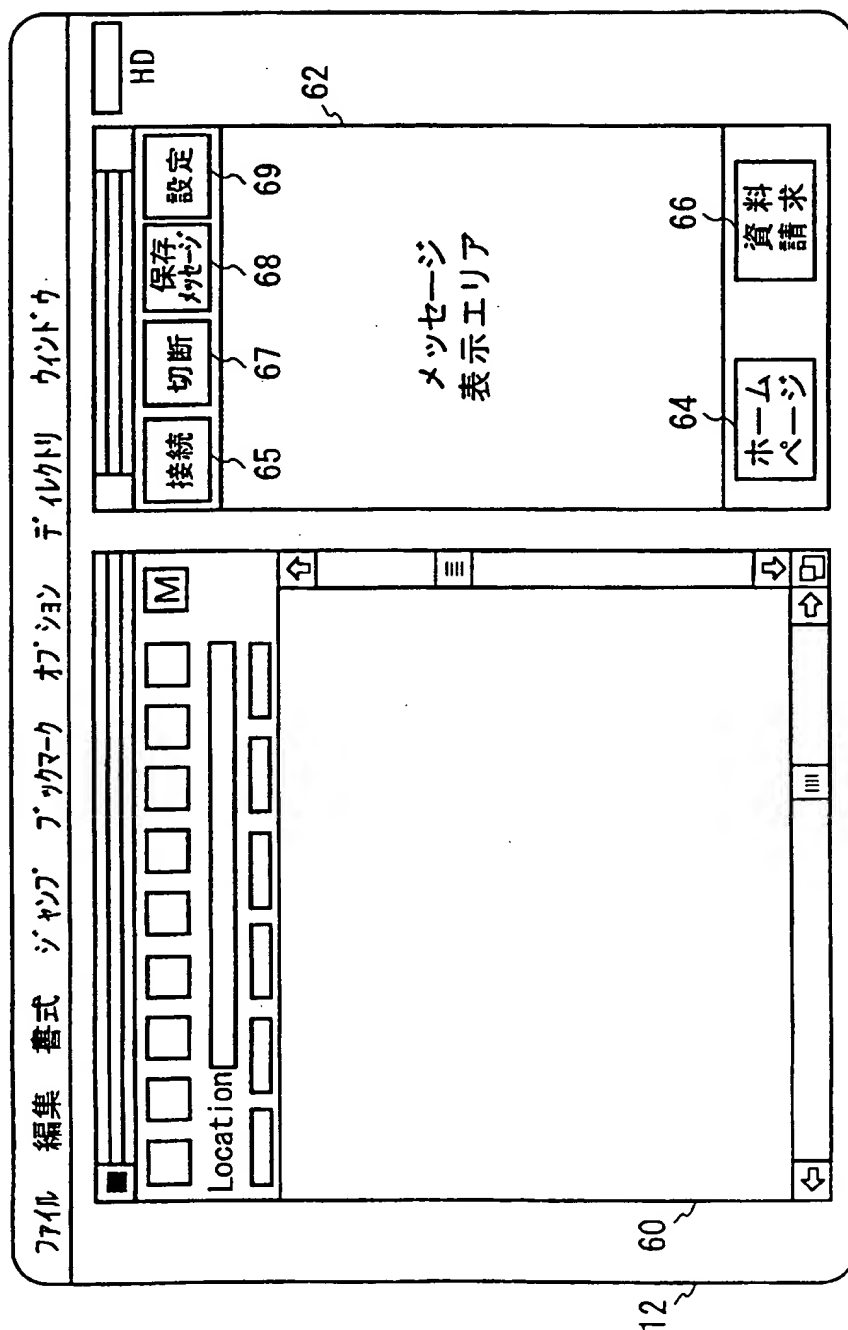 ファイル 編集 書式 ジャンプ ブックマーク オプション ディレクトリ ウィンドウ
HD
M
Location
接続
切断
保存
メッセージ
設定
65
67
68
69
62
メッセージ
表示エリア
64
66
ホーム
ページ
資料
請求
60
12